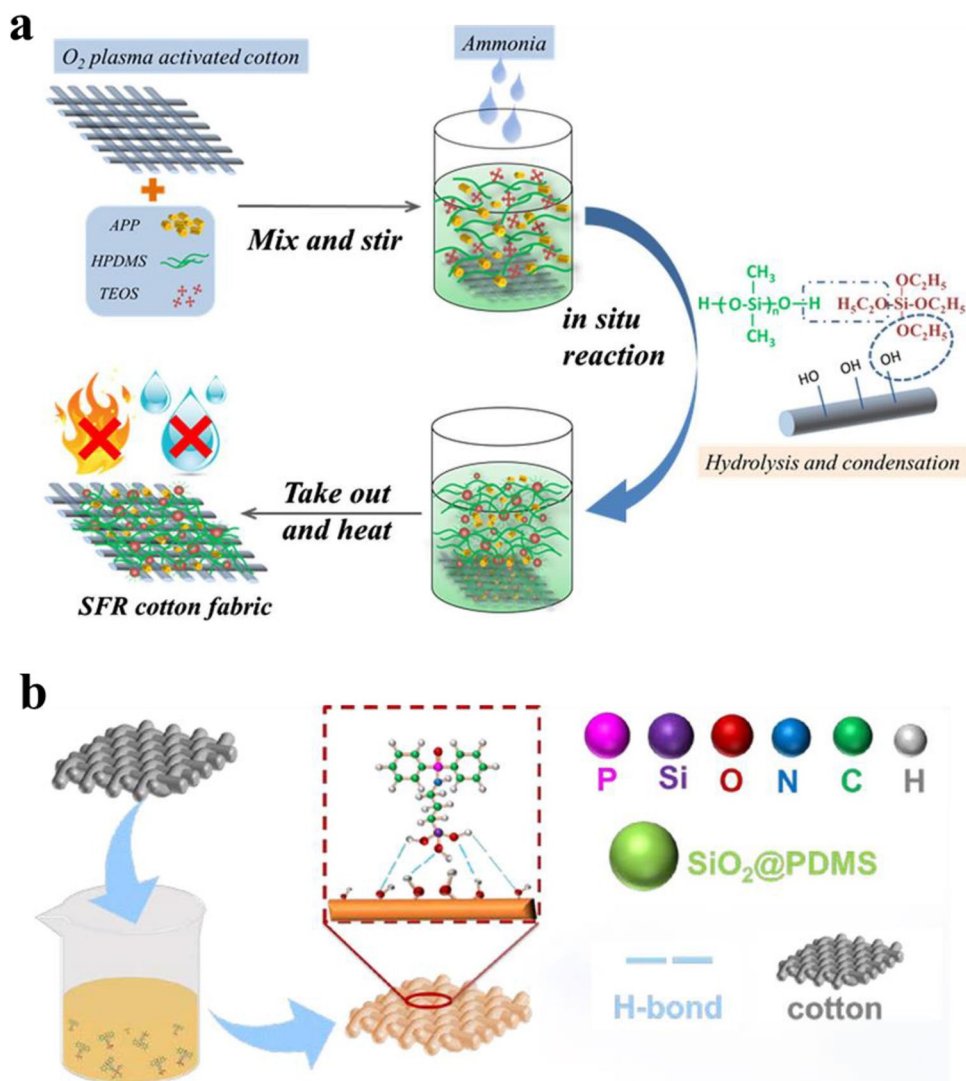 a
O₂ plasma activated cotton
Ammonia
APP
HPDMS
TEOS
Mix and stir
in situ
reaction
CH₃
H-(O-Si)ₙ-O-H
CH₃
OC₂H₅
H₅C₂O-Si-OC₂H₅
OC₂H₅
HO
OH
OH
Hydrolysis and condensation
Take out
and heat
SFR cotton fabric
b
P Si O N C H
SiO₂@PDMS
H-bond
cotton